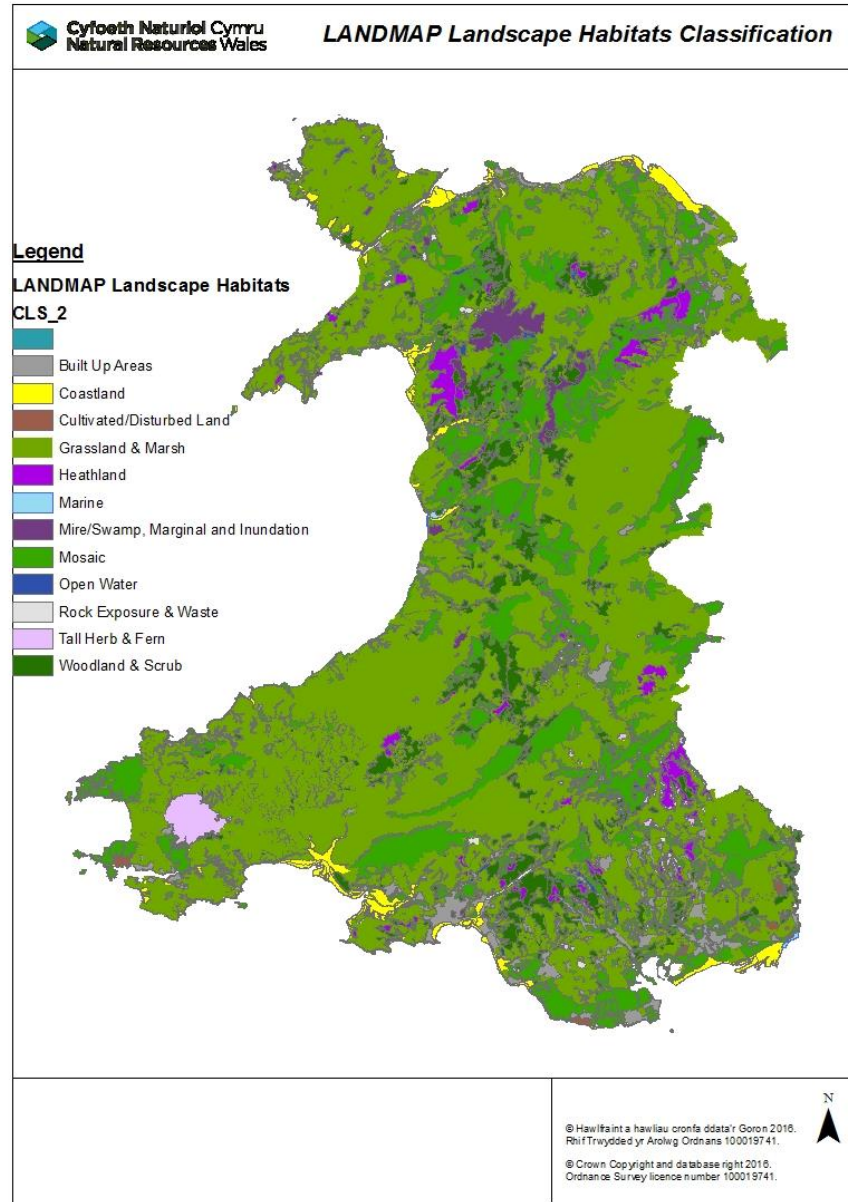 Cyfoeth Naturiol Cymru
Natural Resources Wales
LANDMAP Landscape Habitats Classification
Legend
LANDMAP Landscape Habitats
CLS_2
Built Up Areas
Coastland
Cultivated/Disturbed Land
Grassland & Marsh
Heathland
Marine
Mire/Swamp, Marginal and Inundation
Mosaic
Open Water
Rock Exposure & Waste
Tall Herb & Fern
Woodland & Scrub
N
© Hawlfraint a hawliau cronfa ddata'r Goron 2016.
Rhif Trwydded yr Arolwg Ordnans 100019741.
© Crown Copyright and database right 2016.
Ordnance Survey licence number 100019741.